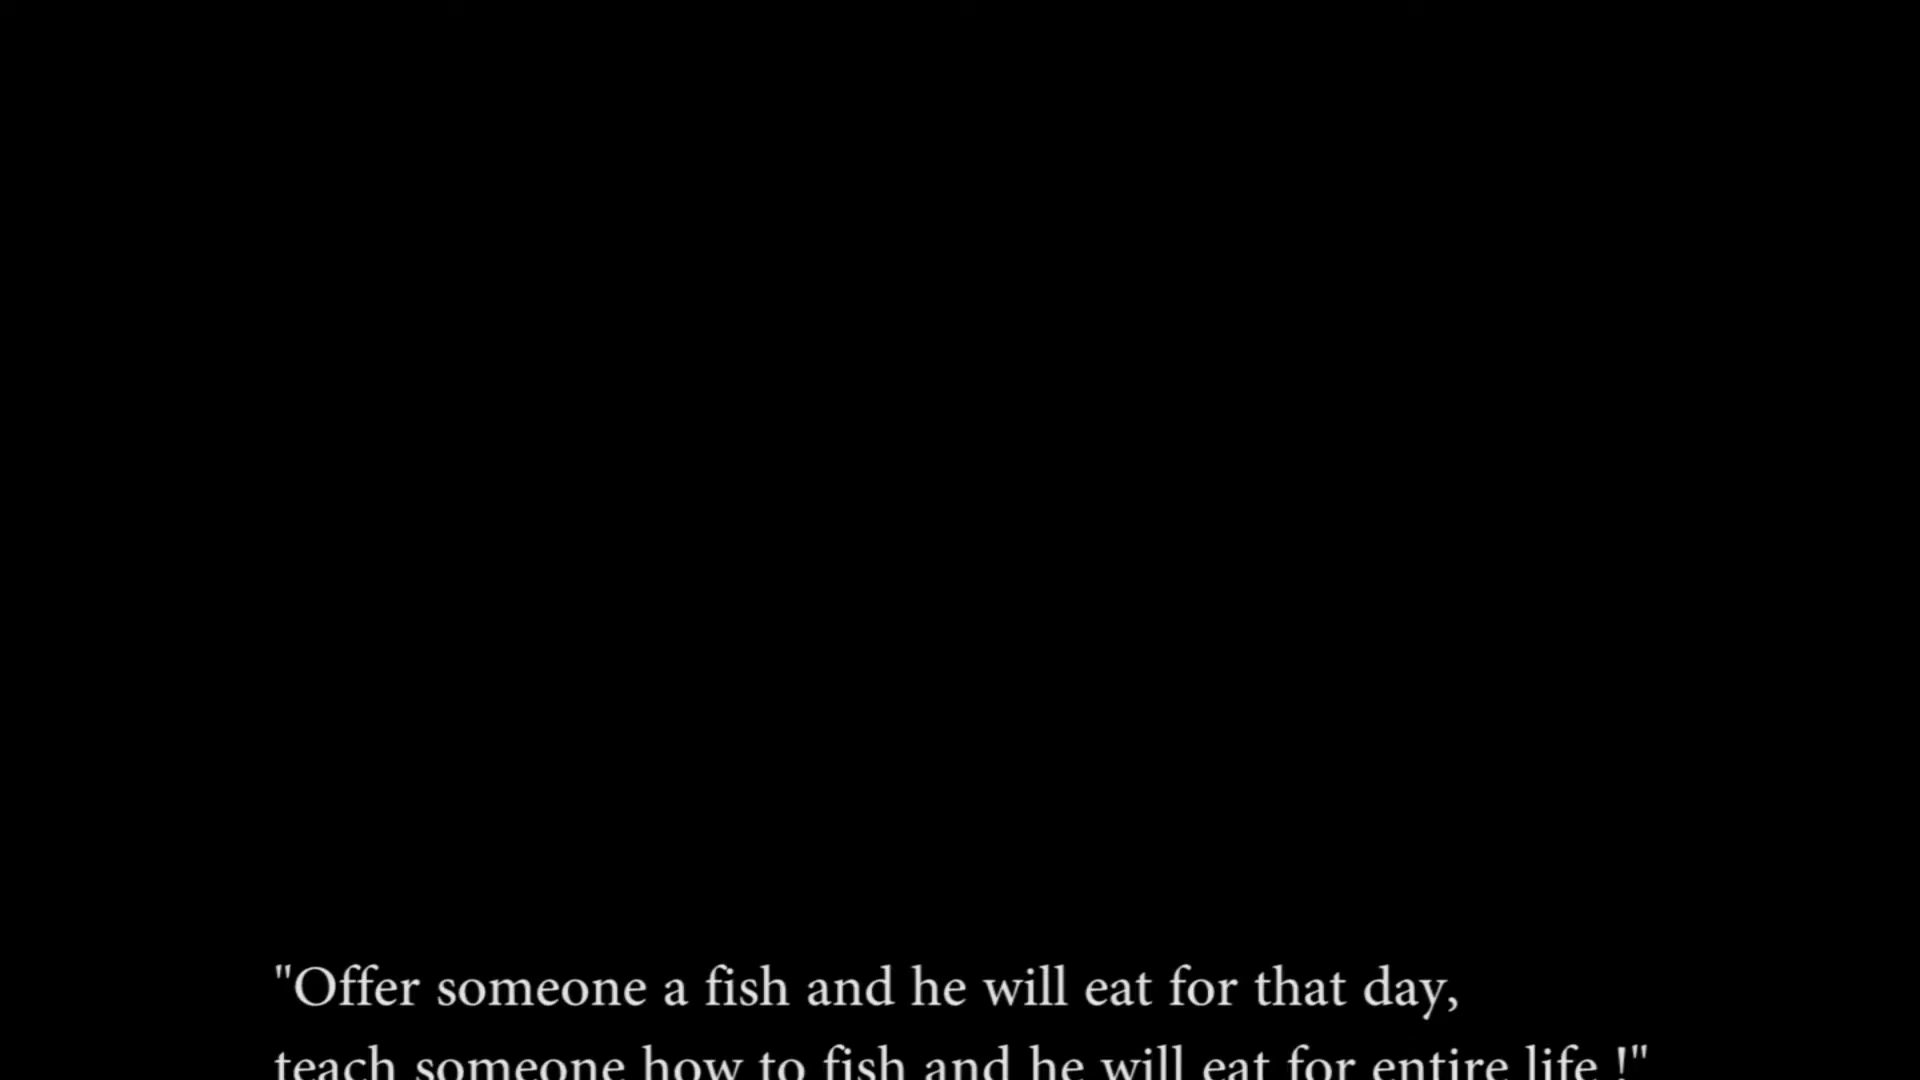 "Offer someone a fish and he will eat for that day,
teach someone how to fish and he will eat for entire life !"